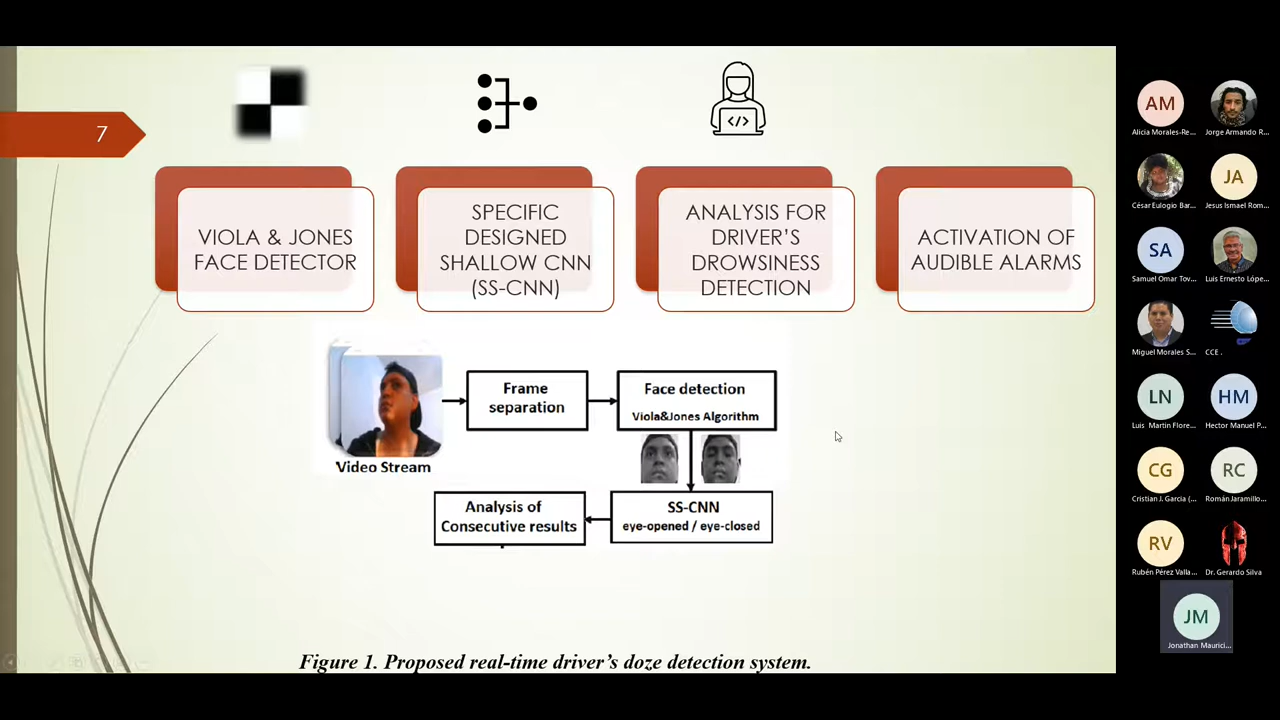 7
</>
VIOLA & JONES
FACE DETECTOR
SPECIFIC
DESIGNED
SHALLOW CNN
(SS-CNN)
ANALYSIS FOR
DRIVER’S
DROWSINESS
DETECTION
ACTIVATION OF
AUDIBLE ALARMS
Video Stream
Frame
separation
Face detection
Viola&Jones Algorithm
SS-CNN
eye-opened / eye-closed
Analysis of
Consecutive results
Figure 1. Proposed real-time driver’s doze detection system.
AM
Alicia Morales-Re...
Jorge Armando R...
César Eulogio Bar...
JA
Jesus Ismael Rom...
SA
Samuel Omar Tov...
Luis Ernesto Lópe...
Miguel Morales S...
CCE .
LN
Luis Martin Flore...
HM
Hector Manuel P...
CG
Cristian J. Garcia (...
RC
Román Jaramillo...
RV
Rubén Pérez Valla...
Dr. Gerardo Silva
JM
Jonathan Maurici...